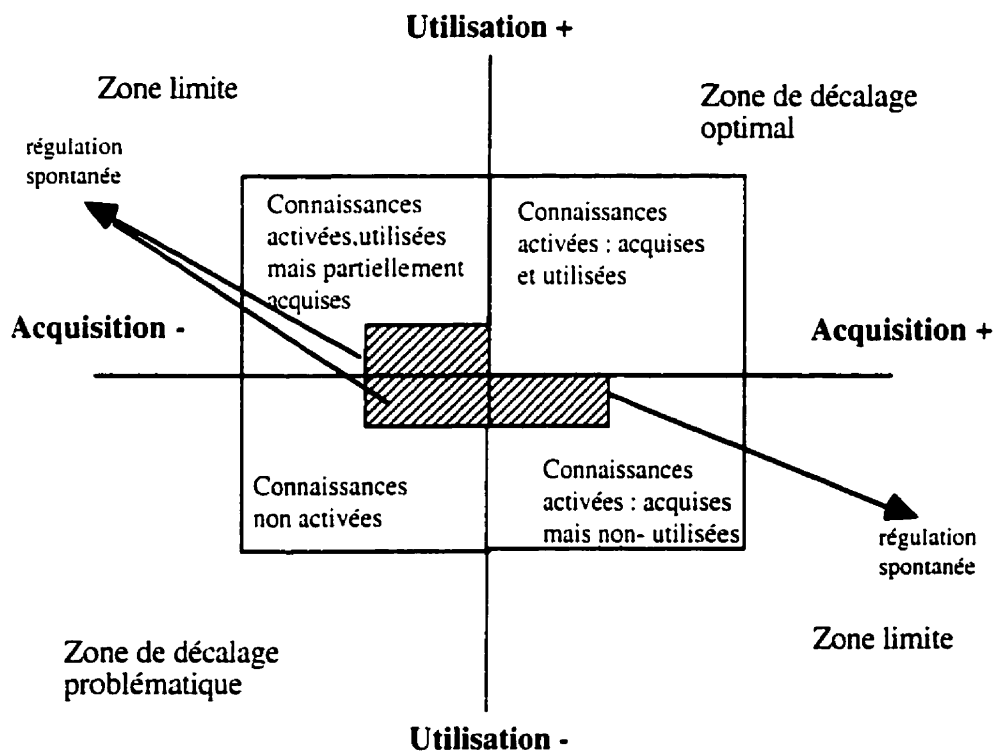 Utilisation +
Zone limite
Zone de décalage
optimal
régulation
spontanée
Connaissances
activées,utilisées
mais partiellement
acquises
Connaissances
activées : acquises
et utilisées
Acquisition -
Acquisition +
Connaissances
non activées
Connaissances
activées : acquises
mais non- utilisées
régulation
spontanée
Zone de décalage
problématique
Zone limite
Utilisation -